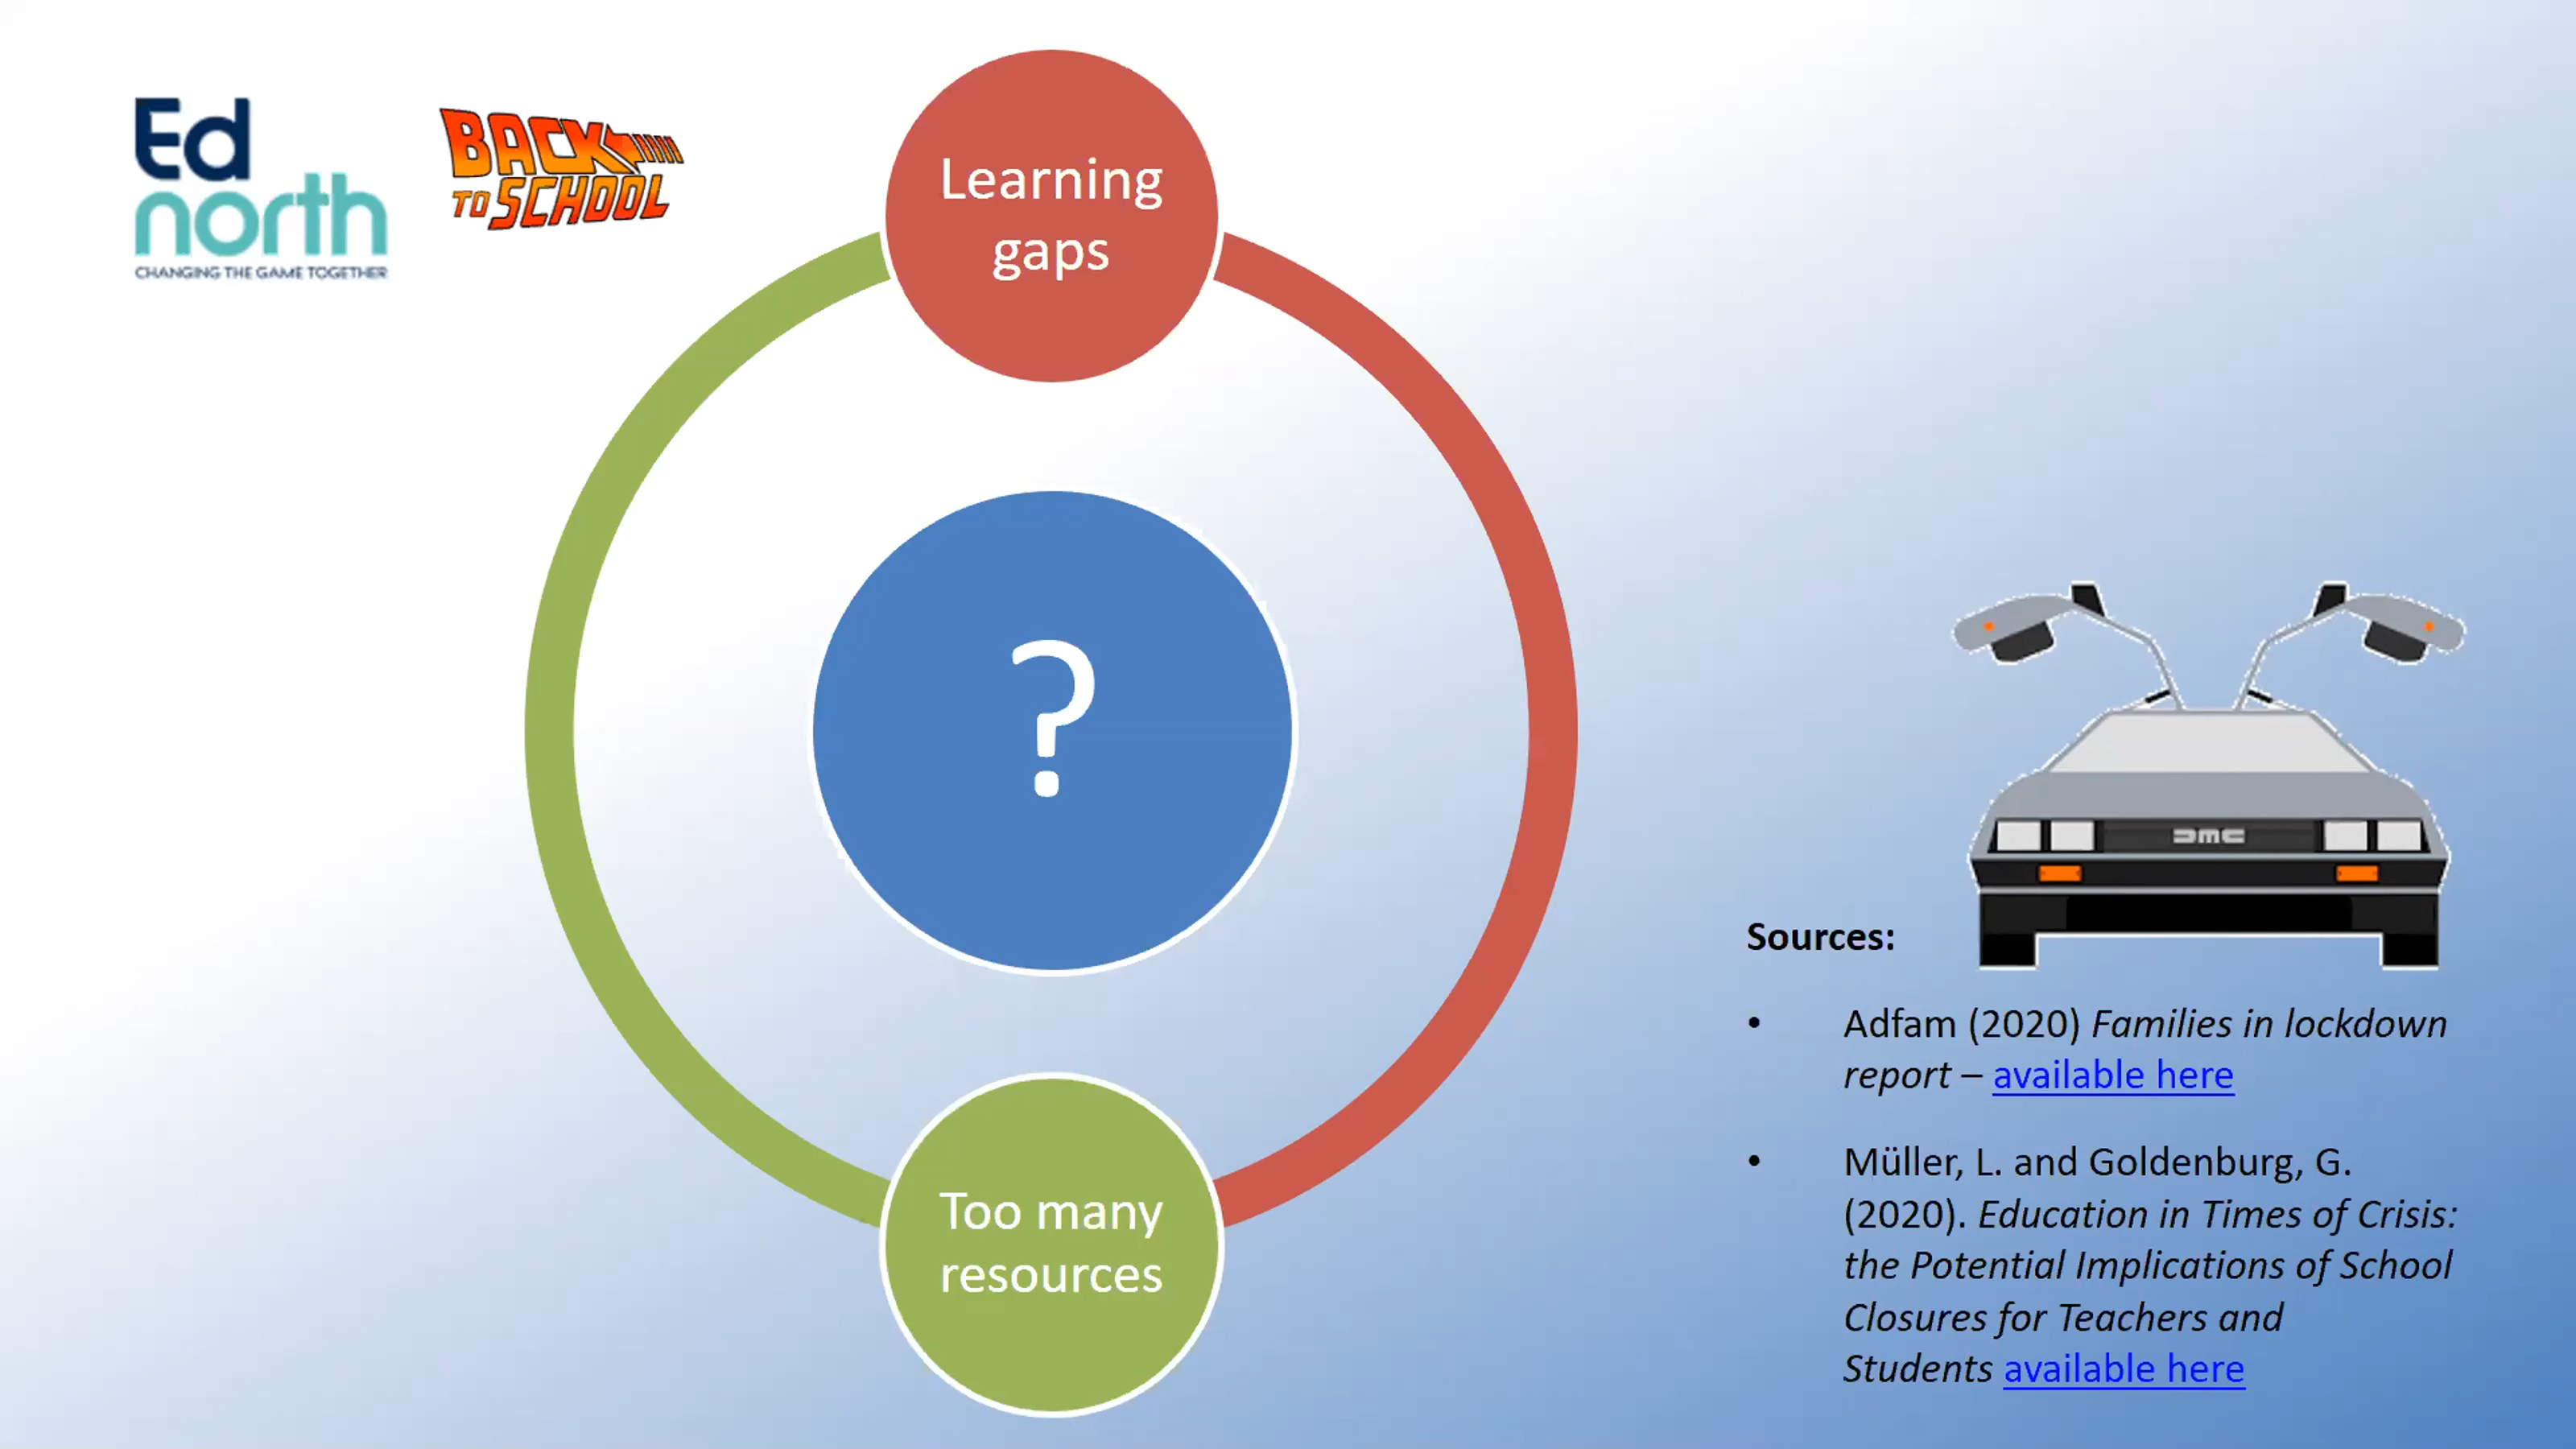 Ed
north
CHANGING THE GAME TOGETHER
BACK
TO SCHOOL
Learning
gaps
?
Too many
resources
DMC
Sources:
• Adfam (2020) Families in lockdown
report – available here
• Müller, L. and Goldenburg, G.
(2020). Education in Times of Crisis:
the Potential Implications of School
Closures for Teachers and
Students available here